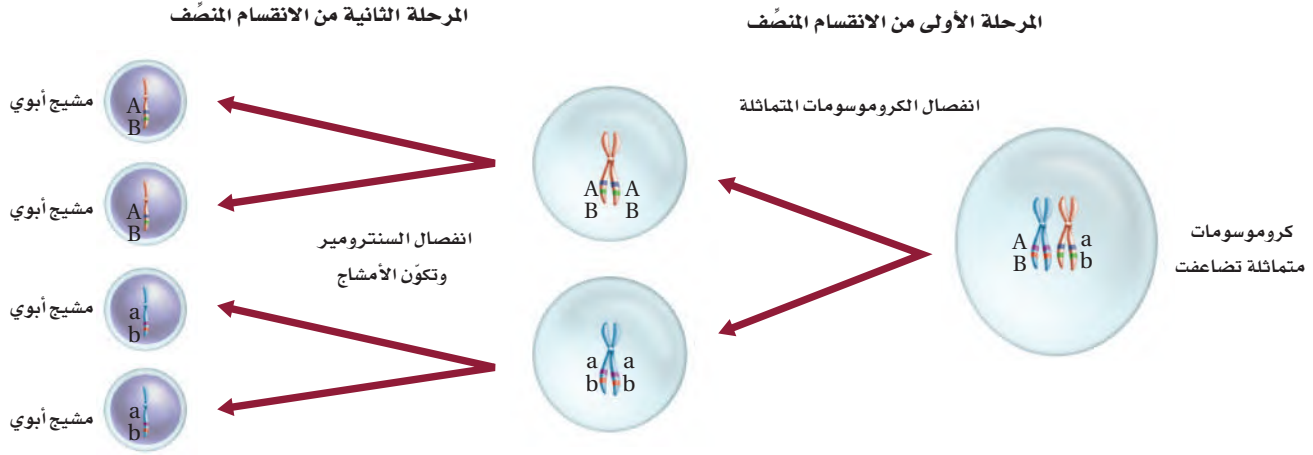 المرحلة الأولى من الانقسام المنصِّف
المرحلة الثانية من الانقسام المنصِّف
كروموسومات
متماثلة تضاعفت
A
B
a
b
انفصال الكروموسومات المتماثلة
A A
B B
a a
b b
انفصال السنترومير
وتكوّن الأمشاج
A
B
مشيج أبوي
A
B
مشيج أبوي
a
b
مشيج أبوي
a
b
مشيج أبوي